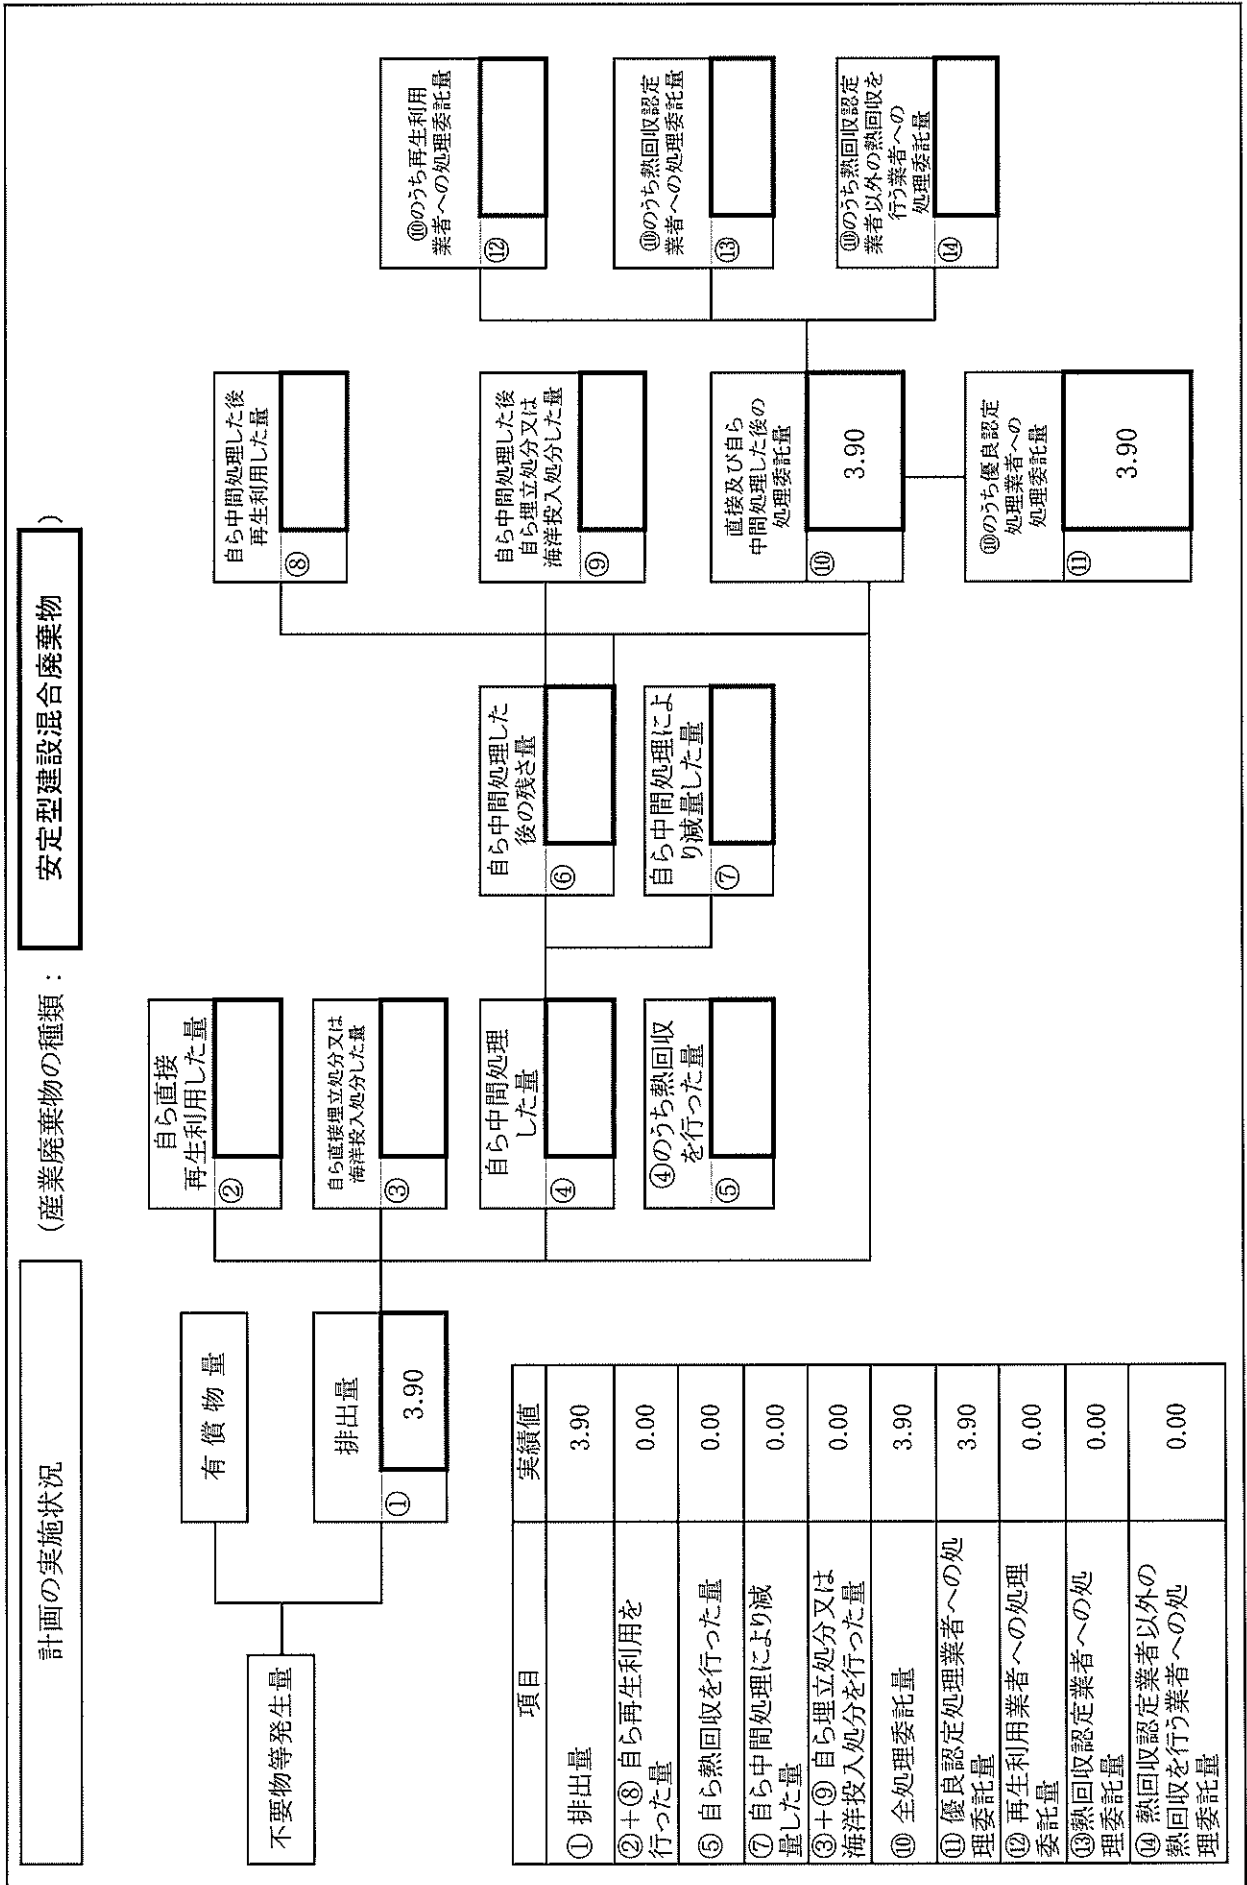 計画の実施状況
(産業廃棄物の種類：
安定型建設混合廃棄物
)
不要物等発生量
有償物量
排出量
①
3.90
自ら直接
再生利用した量
②
自ら直接埋立処分又は
海洋投入処分した量
③
自ら中間処理
した量
④
④のうち熱回収
を行った量
⑤
自ら中間処理した
後の残さ量
⑥
自ら中間処理によ
り減量した量
⑦
自ら中間処理した後
再生利用した量
⑧
自ら中間処理した後
自ら埋立処分又は
海洋投入処分した量
⑨
直接及び自ら
中間処理した後の
処理委託量
⑩
3.90
⑩のうち優良認定
処理業者への
処理委託量
⑪
3.90
⑩のうち再生利用
業者への処理委託量
⑫
⑩のうち熱回収認定
業者への処理委託量
⑬
⑩のうち熱回収認定
業者以外の熱回収を
行う業者への
処理委託量
⑭
項目
実績値
① 排出量
3.90
②＋⑧ 自ら再生利用を
行った量
0.00
⑤ 自ら熱回収を行った量
0.00
⑦ 自ら中間処理により減
量した量
0.00
③＋⑨ 自ら埋立処分又は
海洋投入処分を行った量
0.00
⑩ 全処理委託量
3.90
⑪ 優良認定処理業者への処
理委託量
3.90
⑫ 再生利用業者への処理
委託量
0.00
⑬熱回収認定業者への処
理委託量
0.00
⑭ 熱回収認定業者以外の
熱回収を行う業者への処
理委託量
0.00